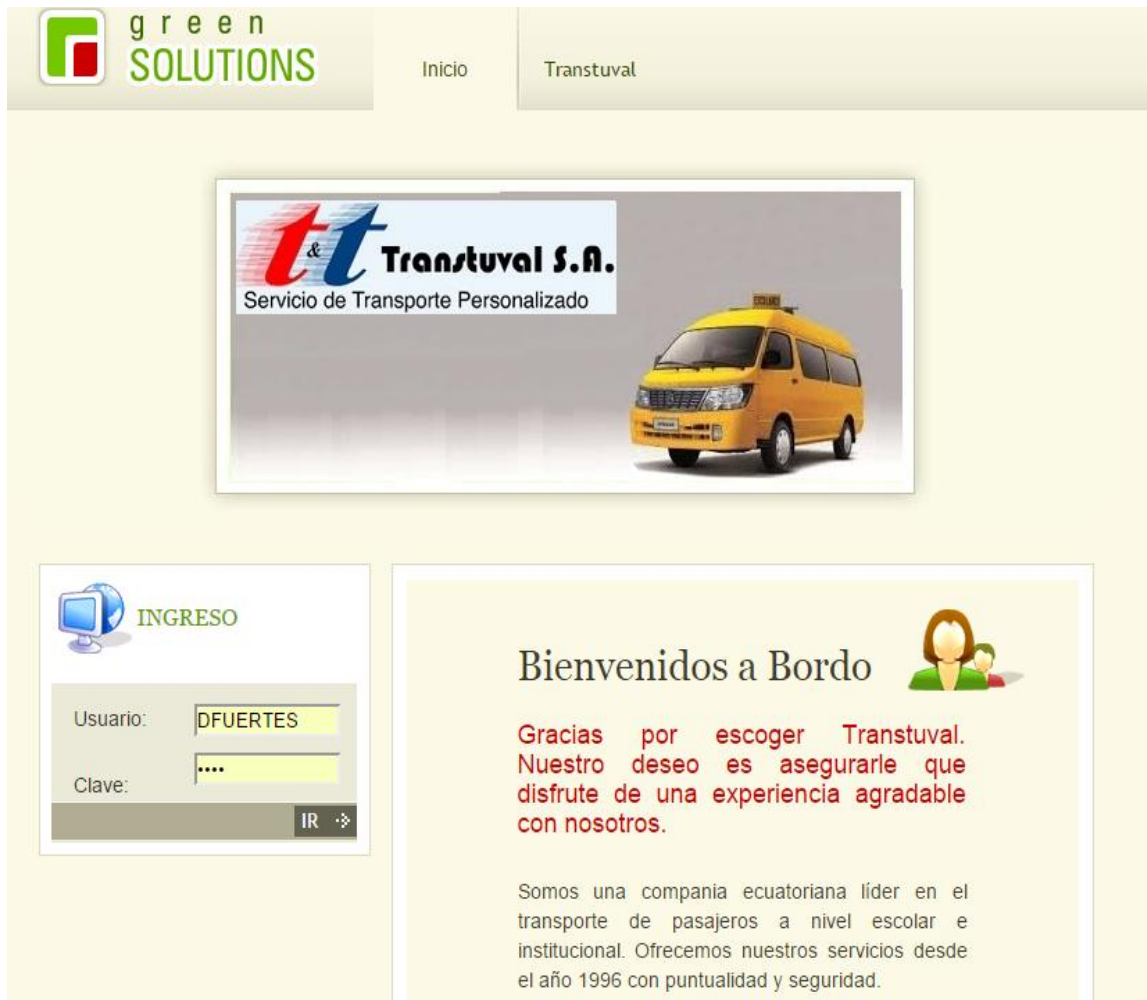 green
SOLUTIONS
Inicio
Transtuval
t&t Transtuval S.A.
Servicio de Transporte Personalizado
INGRESO
Usuario: DFUERTES
Clave: ••••
IR
Bienvenidos a Bordo
Gracias por escoger Transtuval.
Nuestro deseo es asegurarle que
disfrute de una experiencia agradable
con nosotros.
Somos una compania ecuatoriana líder en el
transporte de pasajeros a nivel escolar e
institucional. Ofrecemos nuestros servicios desde
el año 1996 con puntualidad y seguridad.